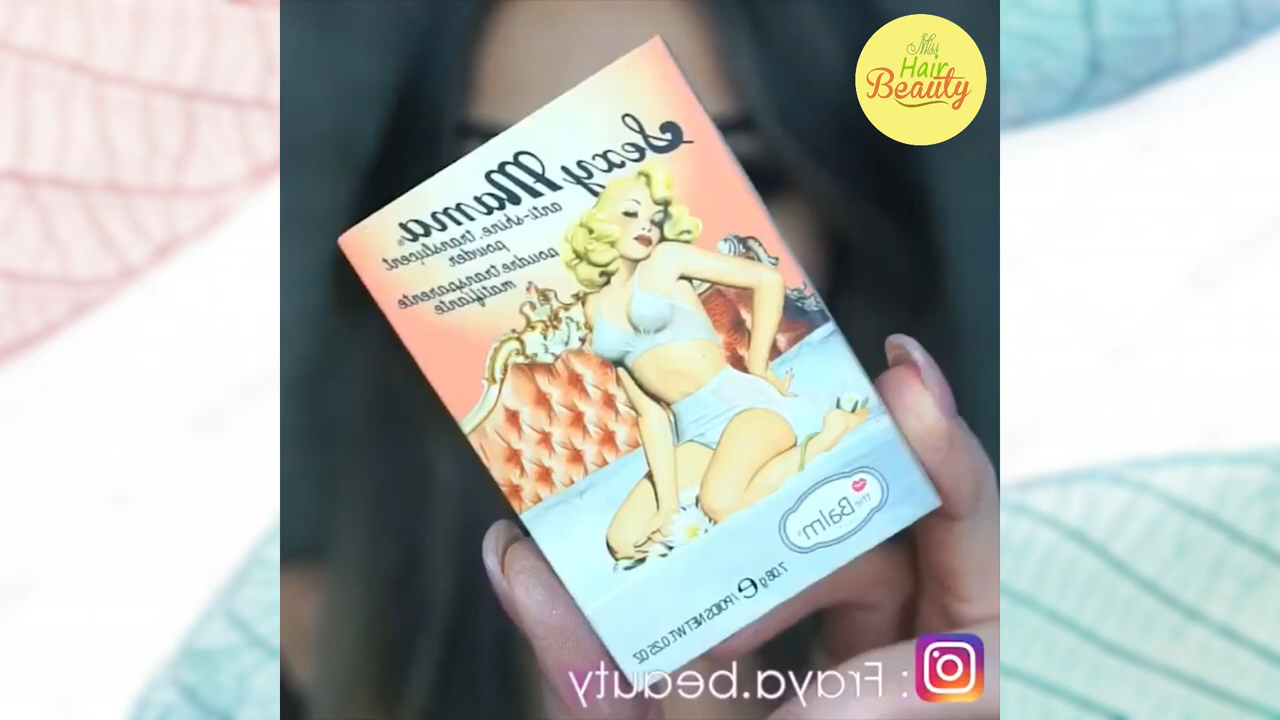 Miss
Hair
Beauty
Sexy Mama
anti-shine, translucent
powder
poudre transparente
matifiante
the Balm®
7.08 g e / POIDS NET WT. 0.25 OZ
: Fraya.beauty